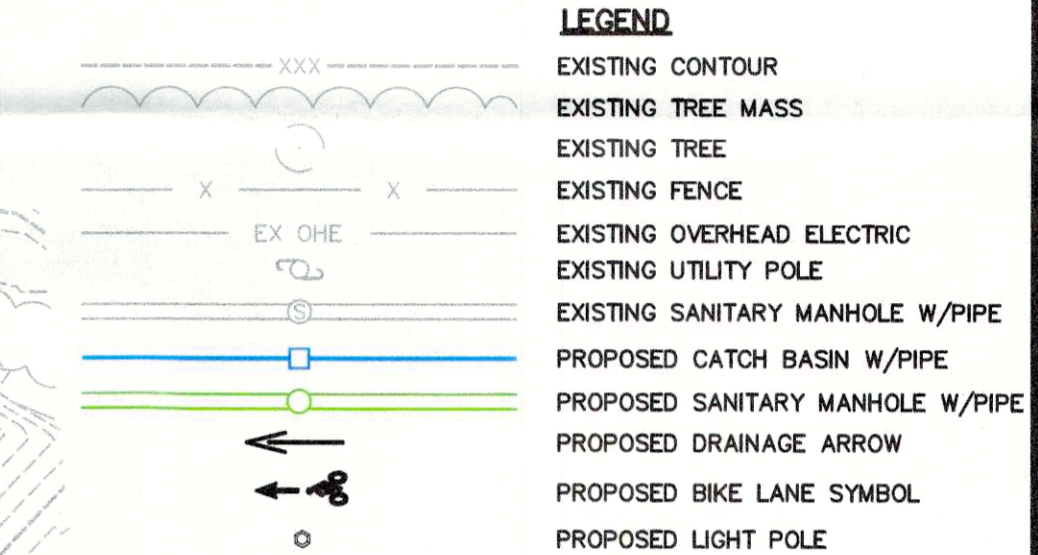 LEGEND
XXX EXISTING CONTOUR
EXISTING TREE MASS
EXISTING TREE
X X EXISTING FENCE
EX OHE EXISTING OVERHEAD ELECTRIC
EXISTING UTILITY POLE
S EXISTING SANITARY MANHOLE W/PIPE
PROPOSED CATCH BASIN W/PIPE
PROPOSED SANITARY MANHOLE W/PIPE
PROPOSED DRAINAGE ARROW
PROPOSED BIKE LANE SYMBOL
PROPOSED LIGHT POLE